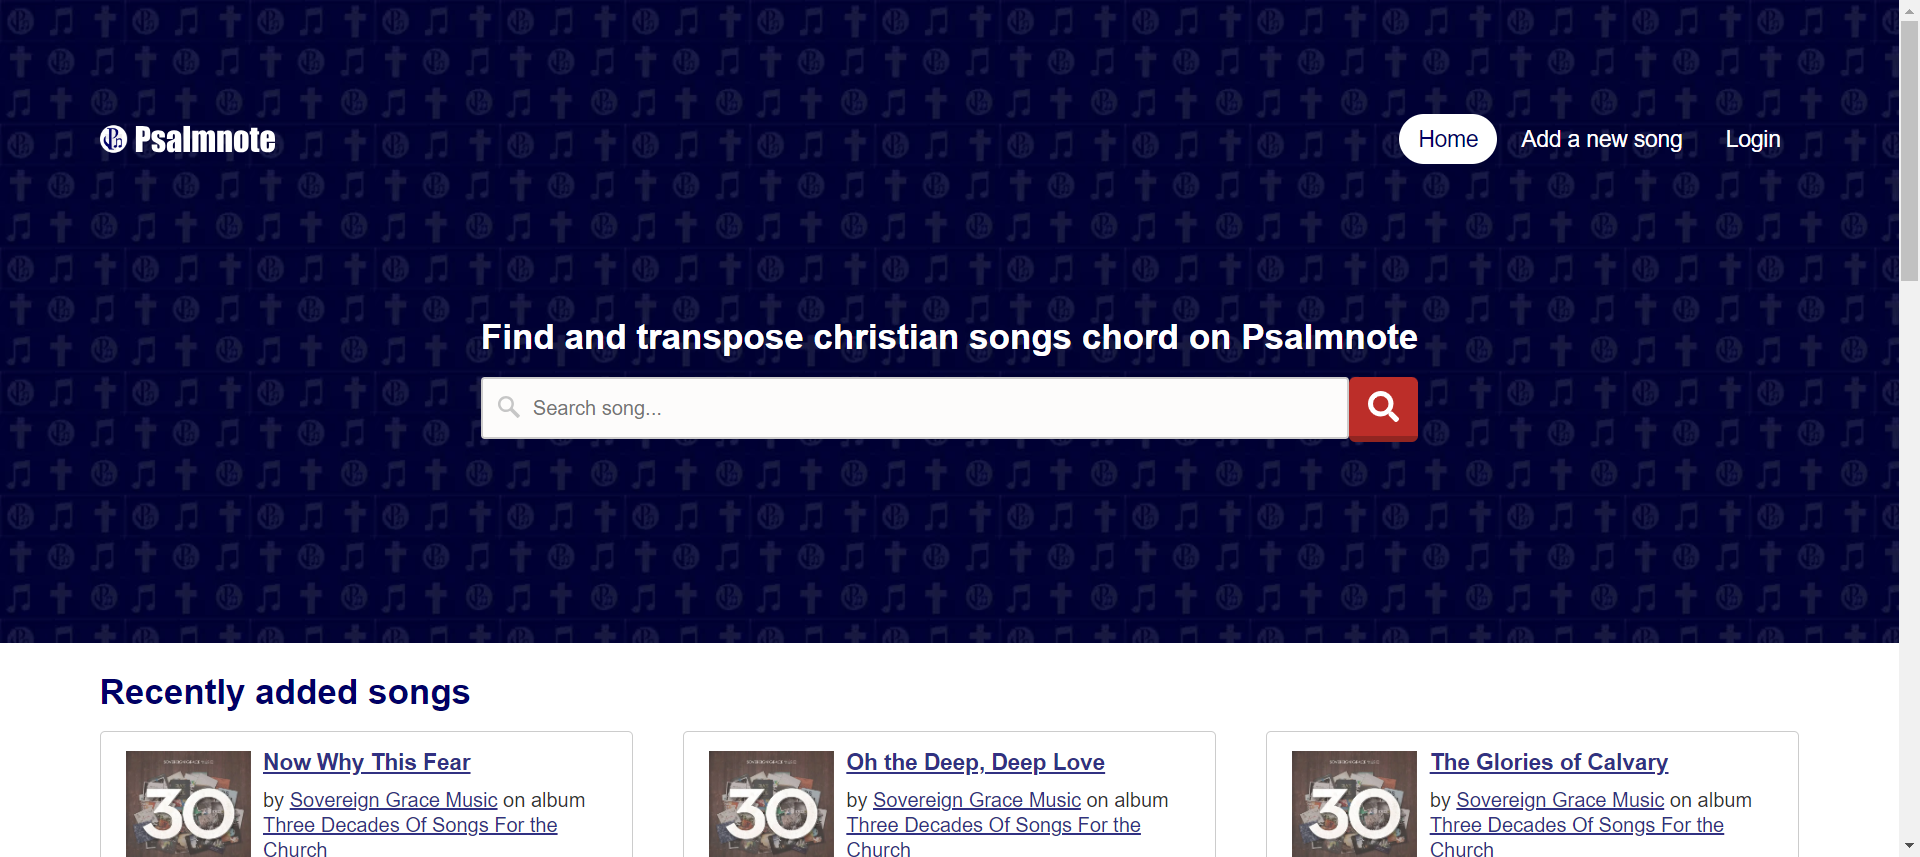 Psalmnote
Home
Add a new song
Login
Find and transpose christian songs chord on Psalmnote
Search song...
Recently added songs
30
Now Why This Fear
by Sovereign Grace Music on album
Three Decades Of Songs For the
Church
30
Oh the Deep, Deep Love
by Sovereign Grace Music on album
Three Decades Of Songs For the
Church
30
The Glories of Calvary
by Sovereign Grace Music on album
Three Decades Of Songs For the
Church